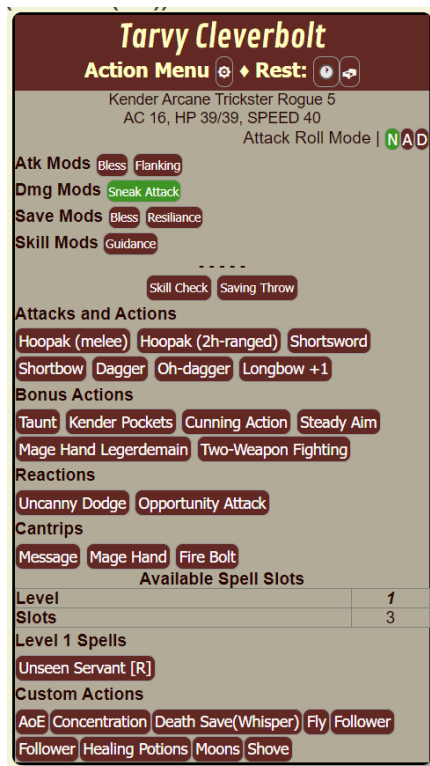 Tarvy Cleverbolt
Action Menu ♦ Rest:
Kender Arcane Trickster Rogue 5
AC 16, HP 39/39, SPEED 40
Attack Roll Mode | N A D
Atk Mods Bless Flanking
Dmg Mods Sneak Attack
Save Mods Bless Resiliance
Skill Mods Guidance
- - - - -
Skill Check Saving Throw
Attacks and Actions
Hoopak (melee) Hoopak (2h-ranged) Shortsword
Shortbow Dagger Oh-dagger Longbow +1
Bonus Actions
Taunt Kender Pockets Cunning Action Steady Aim
Mage Hand Legerdemain Two-Weapon Fighting
Reactions
Uncanny Dodge Opportunity Attack
Cantrips
Message Mage Hand Fire Bolt
Available Spell Slots
Level 1
Slots 3
Level 1 Spells
Unseen Servant [R]
Custom Actions
AoE Concentration Death Save(Whisper) Fly Follower
Follower Healing Potions Moons Shove